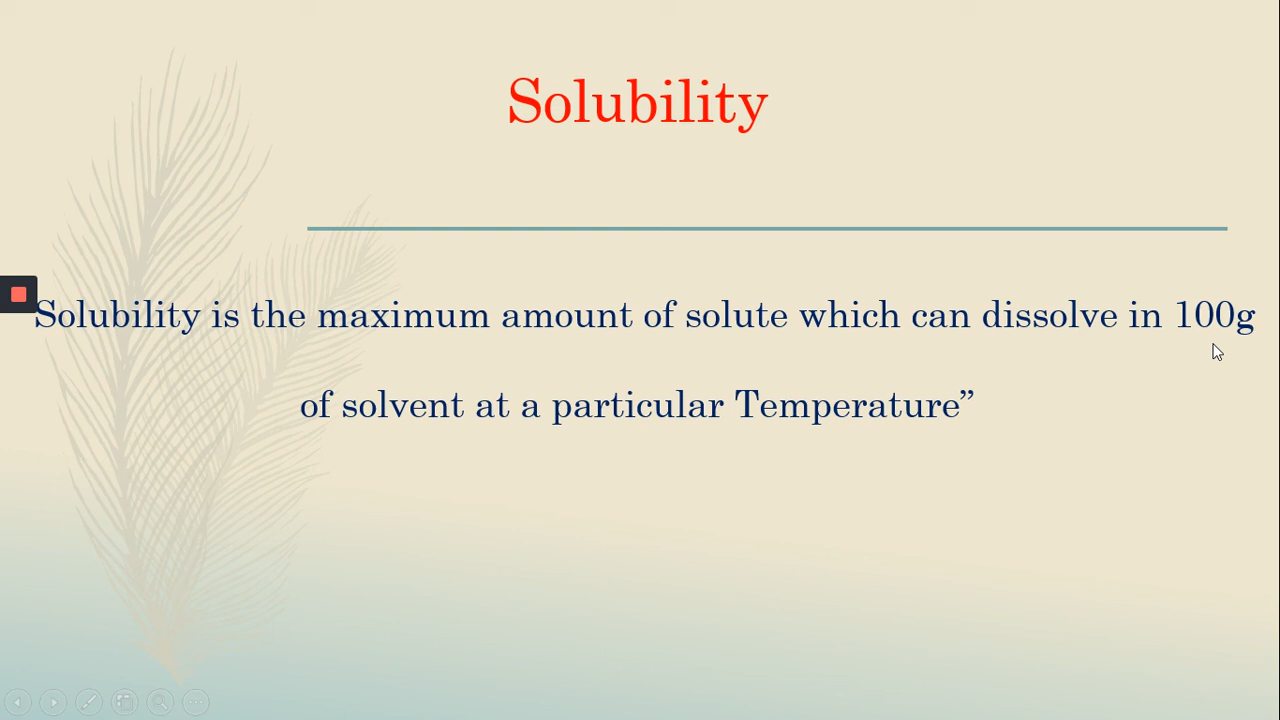 Solubility
Solubility is the maximum amount of solute which can dissolve in 100g
of solvent at a particular Temperature”